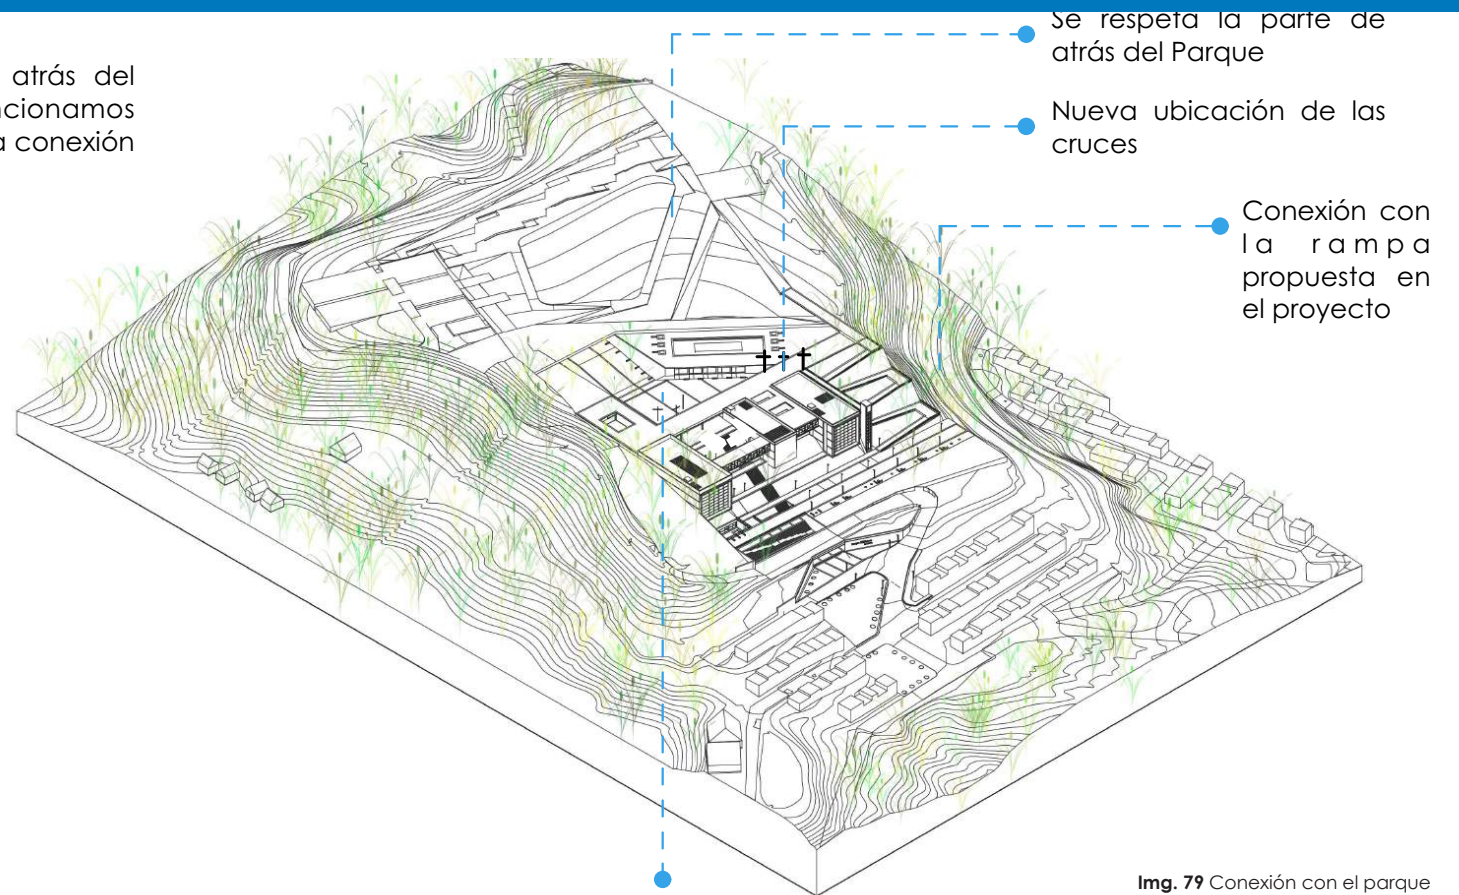 atrás del
ncionamos
a conexión
Se respeta la parte de
atrás del Parque
Nueva ubicación de las
cruces
Conexión con
la rampa
propuesta en
el proyecto
Img. 79 Conexión con el parque